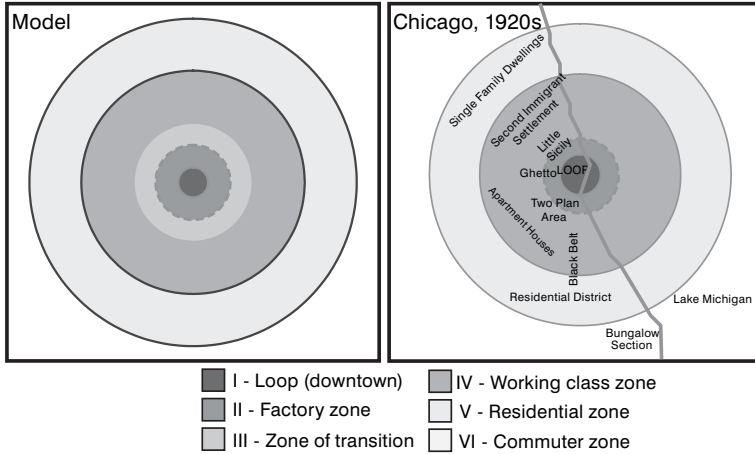 Model
Chicago, 1920s
Single Family Dwellings
Second Immigrant
Settlement
Little
Sicily
Ghetto
LOOP
Two Plan
Area
Apartment Houses
Black Belt
Residential District
Lake Michigan
Bungalow
Section
I - Loop (downtown)
II - Factory zone
III - Zone of transition
IV - Working class zone
V - Residential zone
VI - Commuter zone